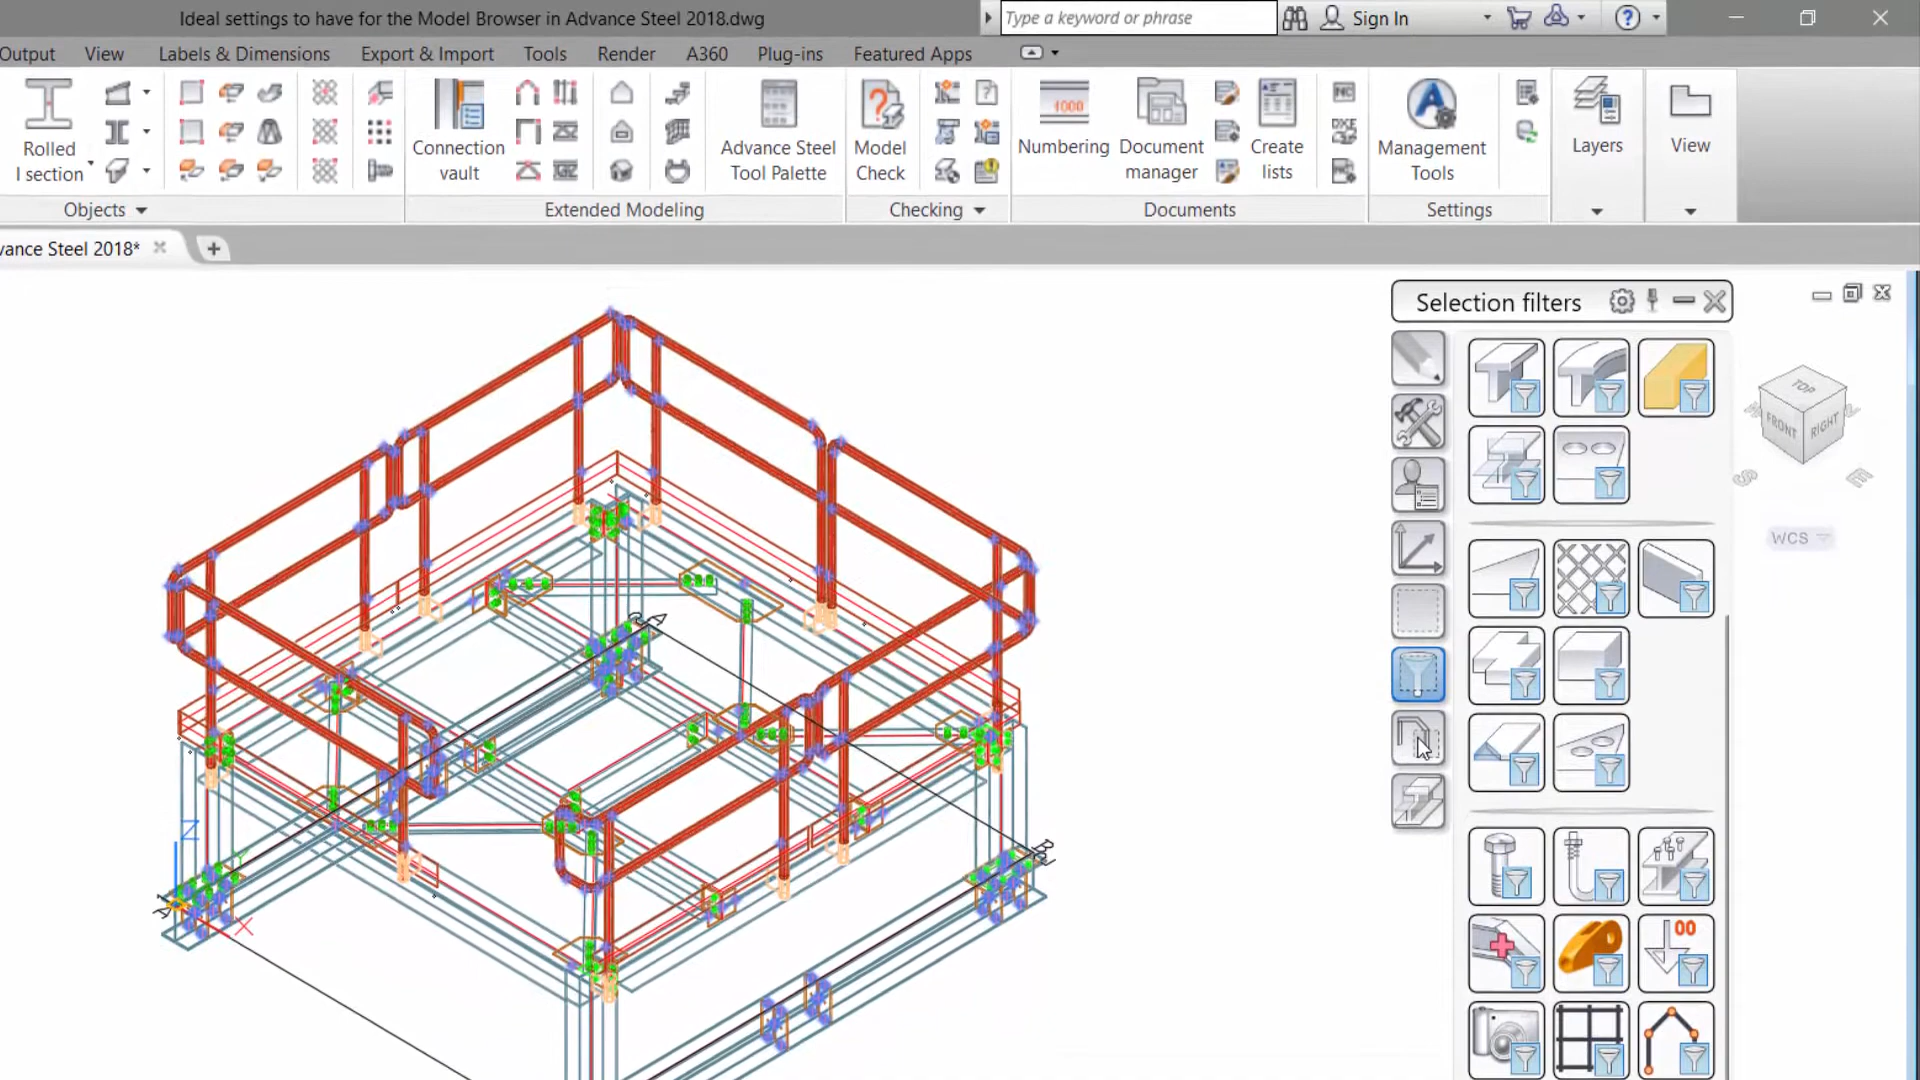 Ideal settings to have for the Model Browser in Advance Steel 2018.dwg
Type a keyword or phrase
Sign In
Output View Labels & Dimensions Export & Import Tools Render A360 Plug-ins Featured Apps
Rolled
I section
Connection
vault
Advance Steel
Tool Palette
Model
Check
Numbering
Document
manager
Create
lists
Management
Tools
Layers
View
Objects
Extended Modeling
Checking
Documents
Settings
vance Steel 2018*
Selection filters
TOP
FRONT
RIGHT
S
E
WCS
Z
Y
X
A
1000
NC
DXF
00